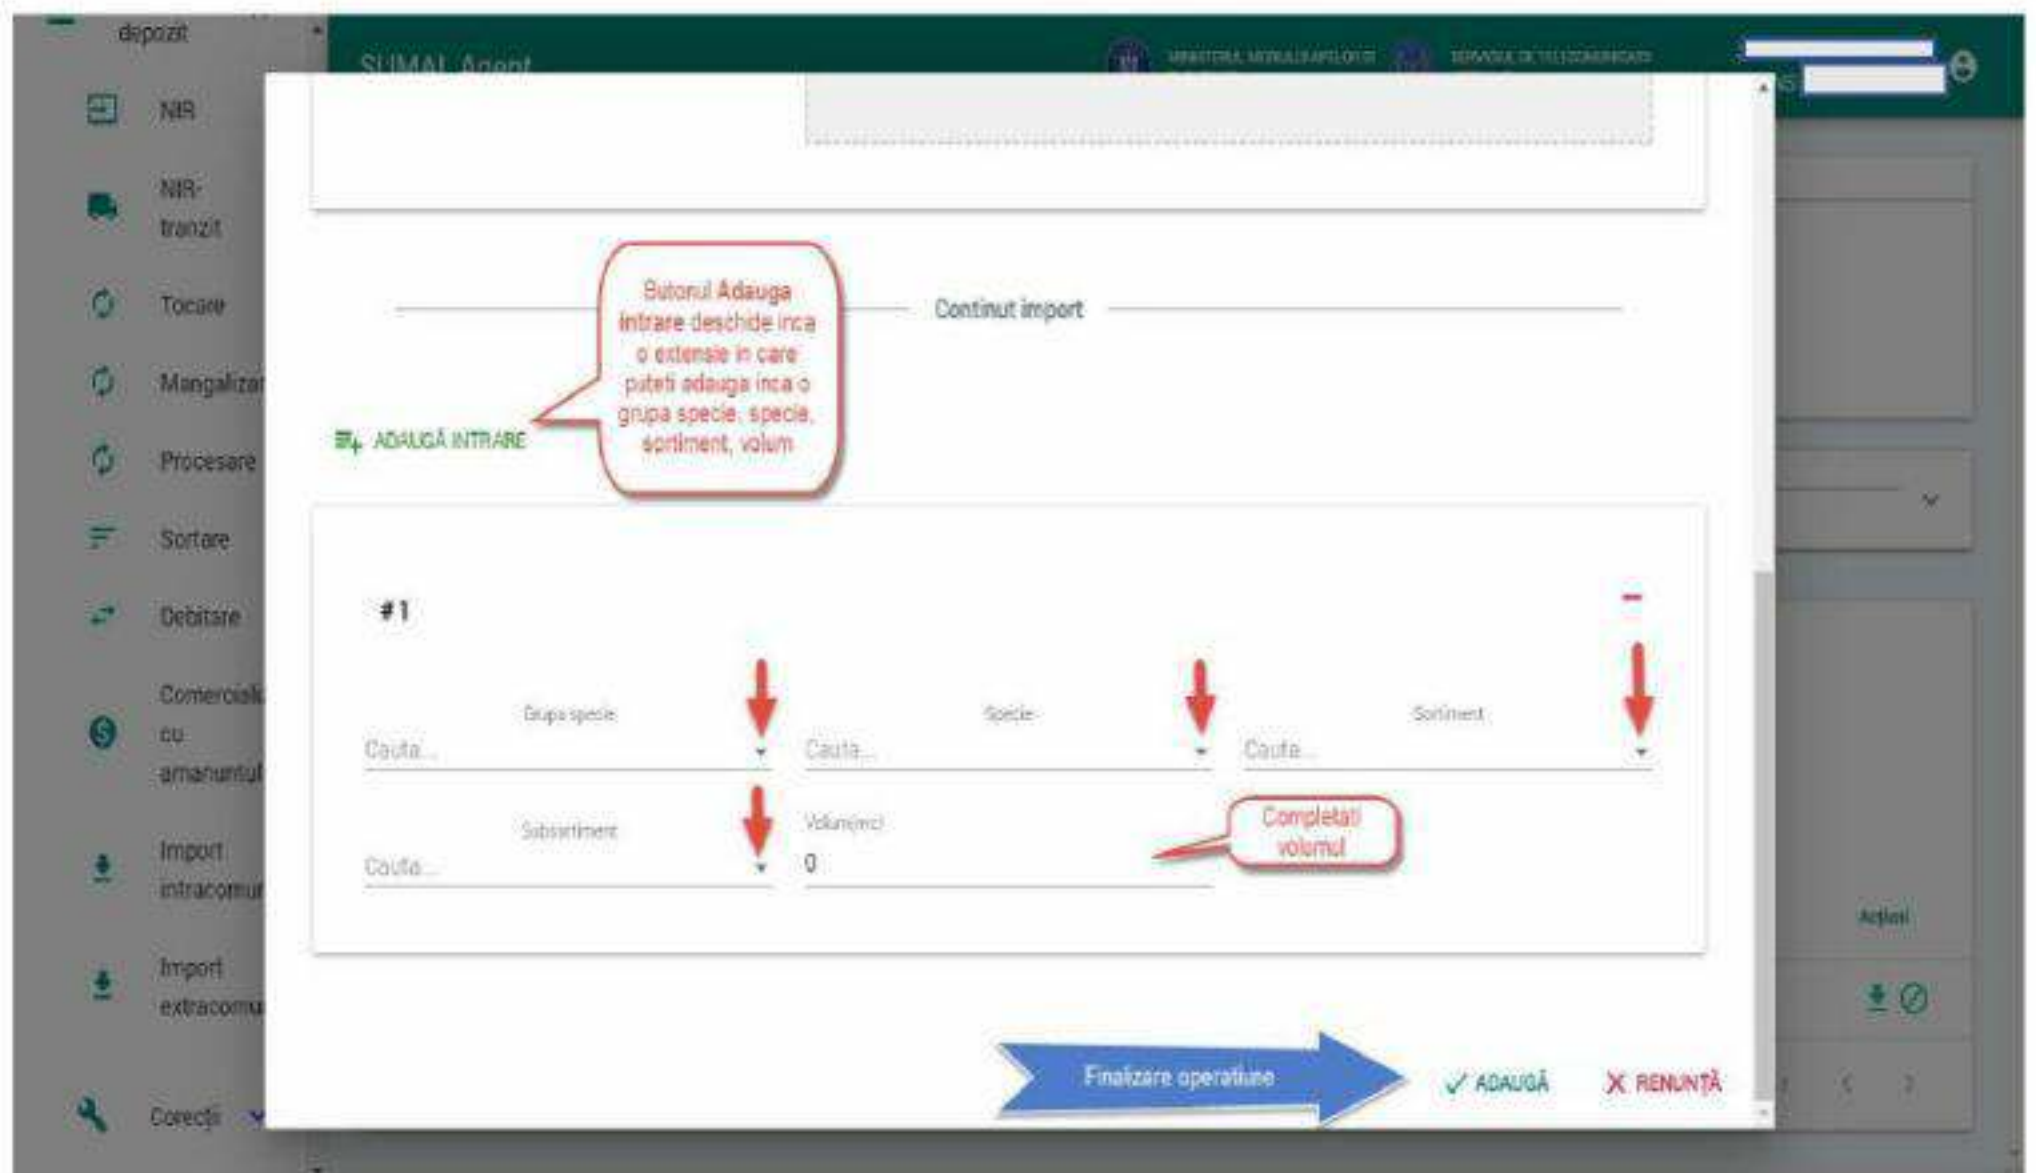 depozit
SUMAL Agent
NIR
NIR-
tranzit
Tocare
Mangalizar
Procesare
Sortare
Debitare
Comerciali
cu
amanuntul
Import
intracomun
Import
extracomu
Corecții
Continut import
Butonul Adauga
intrare deschide inca
o extensie in care
puteti adauga inca o
grupa specie, specie,
sortiment, volum
ADAUGĂ INTRARE
#1
Grupa specie
Specie
Sortiment
Cauta...
Cauta...
Cauta...
Subsortiment
Volum(mc)
Completati
volumul
Cauta...
0
Acțiuni
Finalizare operatiune
ADAUGĂ
RENUNȚĂ